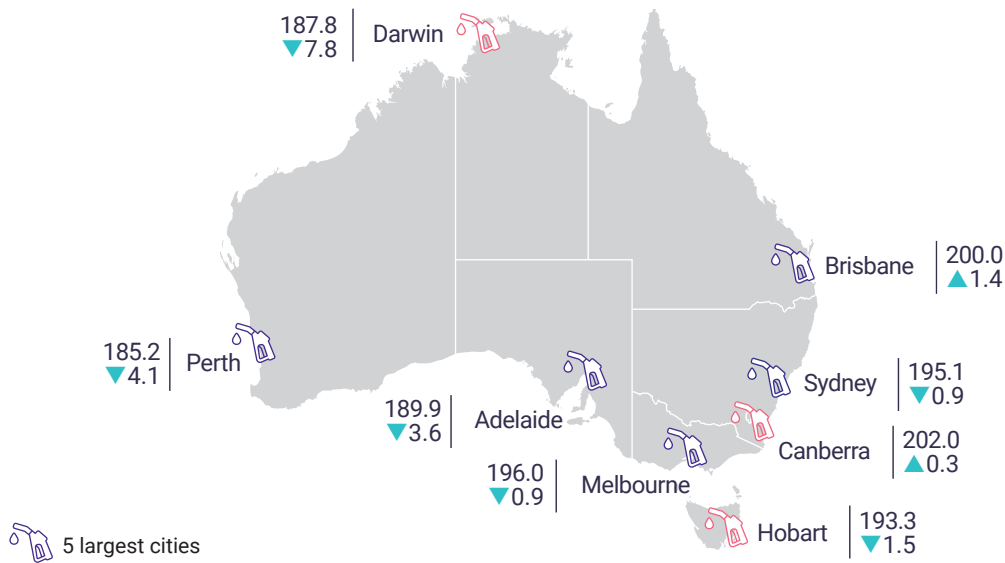 187.8
▼7.8
Darwin
Brisbane
200.0
▲1.4
185.2
▼4.1
Perth
Sydney
195.1
▼0.9
189.9
▼3.6
Adelaide
Canberra
202.0
▲0.3
196.0
▼0.9
Melbourne
Hobart
193.3
▼1.5
5 largest cities